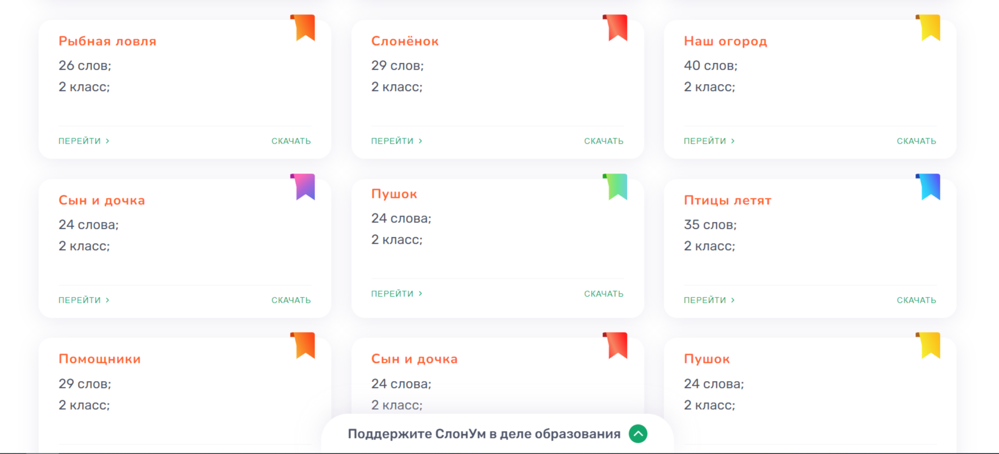 Рыбная ловля
26 слов;
2 класс;
ПЕРЕЙТИ >
СКАЧАТЬ
Слонёнок
29 слов;
2 класс;
ПЕРЕЙТИ >
СКАЧАТЬ
Наш огород
40 слов;
2 класс;
ПЕРЕЙТИ >
СКАЧАТЬ
Сын и дочка
24 слова;
2 класс;
ПЕРЕЙТИ >
СКАЧАТЬ
Пушок
24 слова;
2 класс;
ПЕРЕЙТИ >
СКАЧАТЬ
Птицы летят
35 слов;
2 класс;
ПЕРЕЙТИ >
СКАЧАТЬ
Помощники
29 слов;
2 класс;
Сын и дочка
24 слова;
2 класс;
Пушок
24 слова;
2 класс;
Поддержите СлонУм в деле образования